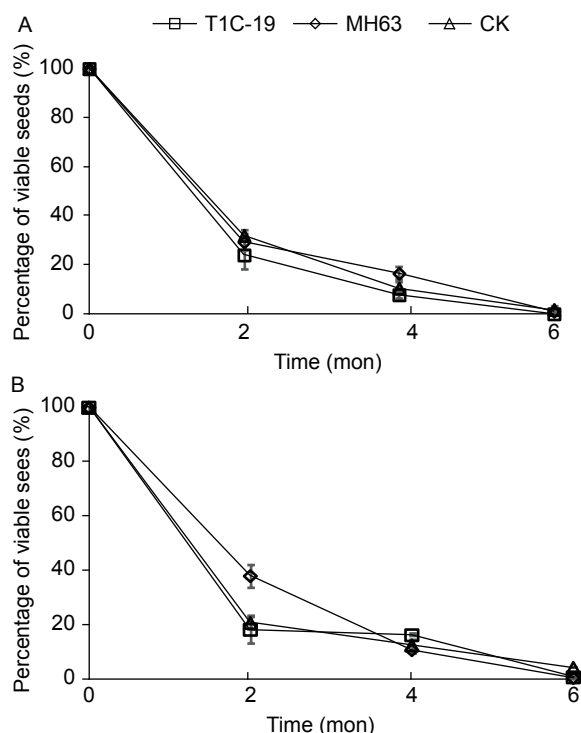 A
T1C-19 MH63 CK
Percentage of viable seeds (%)
100
80
60
40
20
0
0 2 4 6
Time (mon)
B
Percentage of viable sees (%)
100
80
60
40
20
0
0 2 4 6
Time (mon)